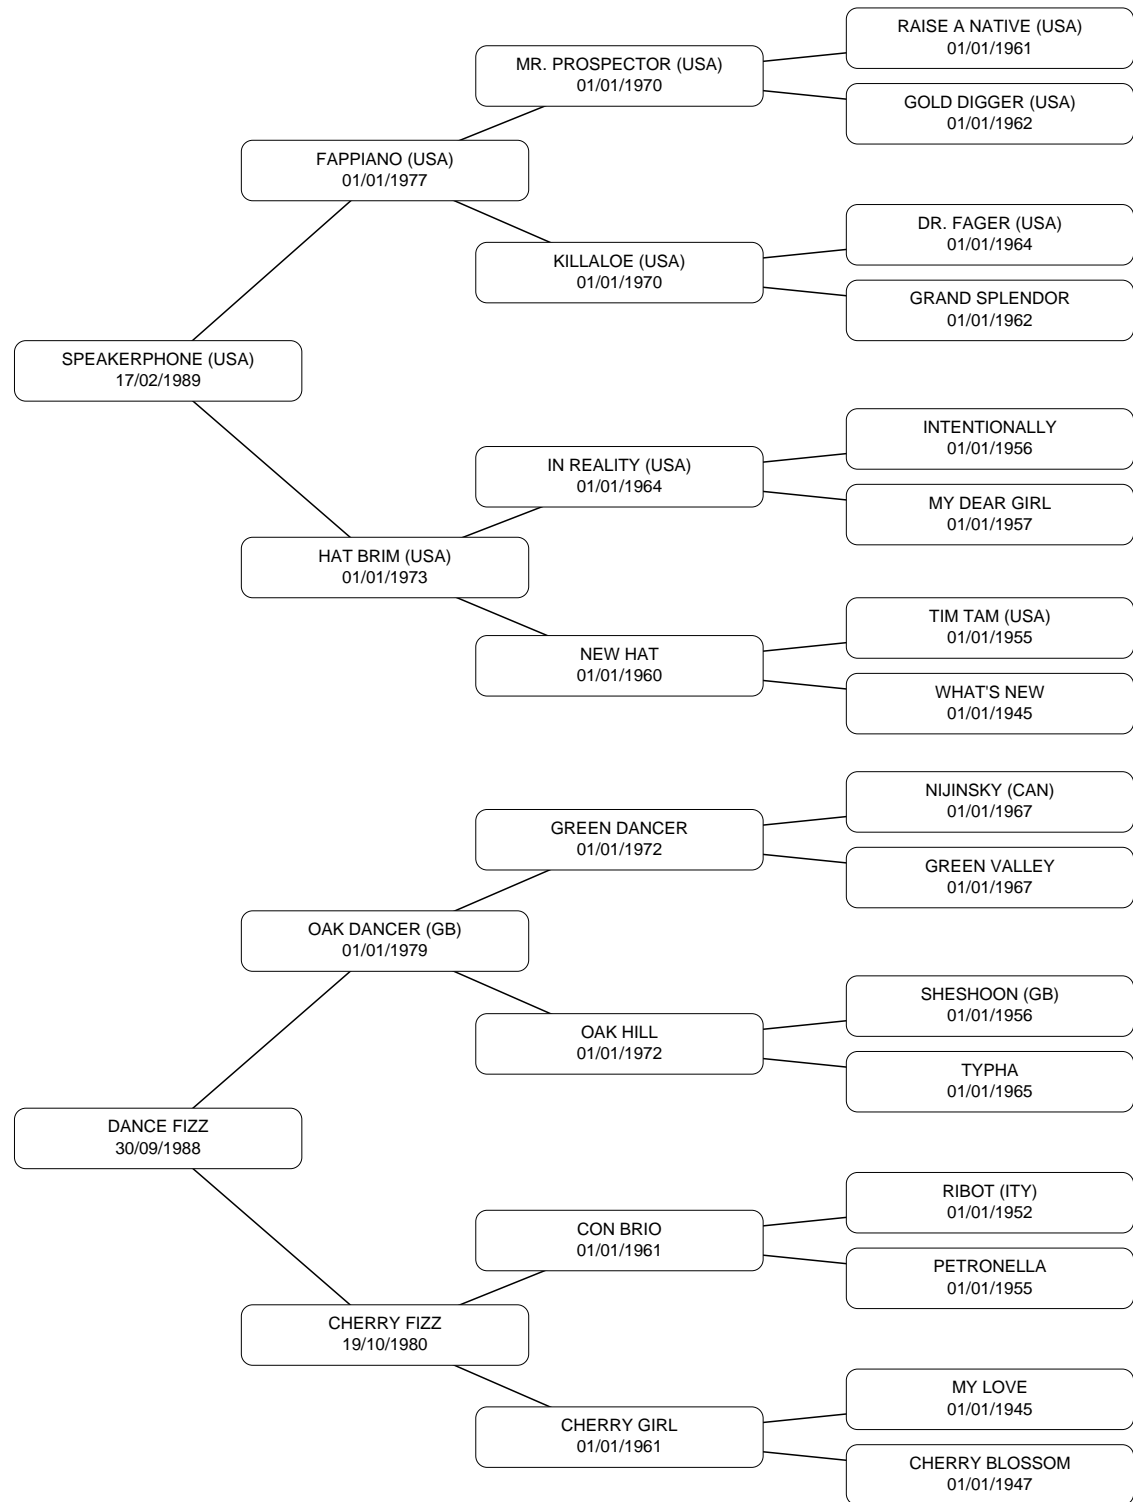 RAISE A NATIVE (USA)
01/01/1961
MR. PROSPECTOR (USA)
01/01/1970
GOLD DIGGER (USA)
01/01/1962
FAPPIANO (USA)
01/01/1977
DR. FAGER (USA)
01/01/1964
KILLALOE (USA)
01/01/1970
GRAND SPLENDOR
01/01/1962
SPEAKERPHONE (USA)
17/02/1989
INTENTIONALLY
01/01/1956
IN REALITY (USA)
01/01/1964
MY DEAR GIRL
01/01/1957
HAT BRIM (USA)
01/01/1973
TIM TAM (USA)
01/01/1955
NEW HAT
01/01/1960
WHAT'S NEW
01/01/1945
NIJINSKY (CAN)
01/01/1967
GREEN DANCER
01/01/1972
GREEN VALLEY
01/01/1967
OAK DANCER (GB)
01/01/1979
SHESHOON (GB)
01/01/1956
OAK HILL
01/01/1972
TYPHA
01/01/1965
DANCE FIZZ
30/09/1988
RIBOT (ITY)
01/01/1952
CON BRIO
01/01/1961
PETRONELLA
01/01/1955
CHERRY FIZZ
19/10/1980
MY LOVE
01/01/1945
CHERRY GIRL
01/01/1961
CHERRY BLOSSOM
01/01/1947